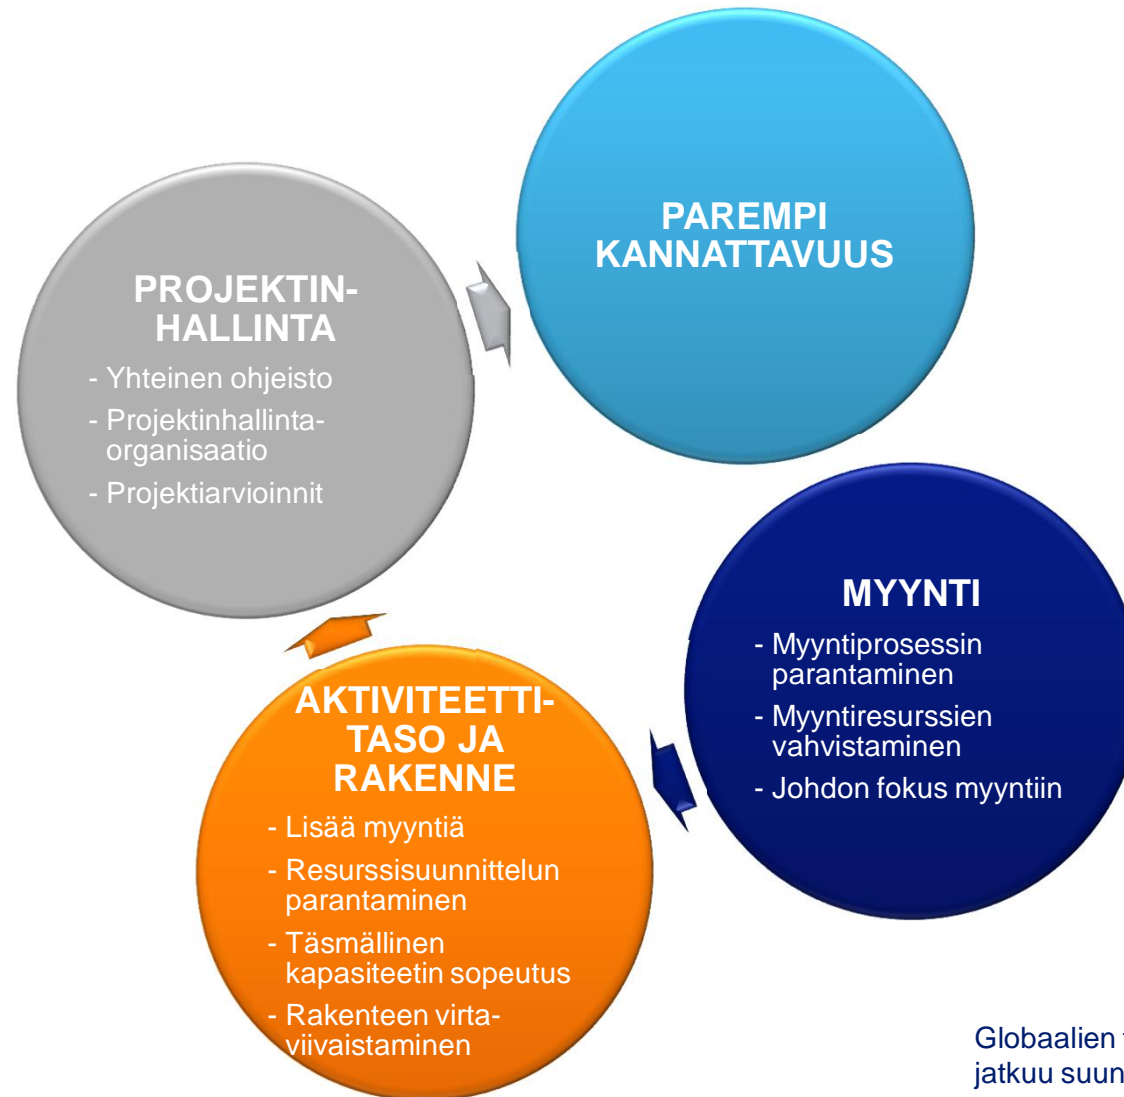 PAREMPI
KANNATTAVUUS
PROJEKTIN-
HALLINTA
- Yhteinen ohjeisto
- Projektinhallinta-
organisaatio
- Projektiarvioinnit
MYYNTI
- Myyntiprosessin
parantaminen
- Myyntiresurssien
vahvistaminen
- Johdon fokus myyntiin
AKTIVITEETTI-
TASO JA
RAKENNE
- Lisää myyntiä
- Resurssisuunnittelun
parantaminen
- Täsmällinen
kapasiteetin sopeutus
- Rakenteen virta-
viivaistaminen
Globaalien
jatkuu